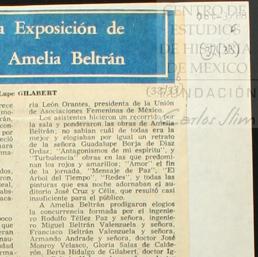 CENTRO DE
ESTUDIOS
DE HISTORIA
DE MEXICO
FUNDACIÓN
Carlos Slim
a Exposición de
Amelia Beltrán
Lupe GILBERT
ria León Orantes, presidenta de la Unión
de Asociaciones Femeninas de México.
Los asistentes hicieron un recorrido por
la sala y ponderaron las obras de Amelia
Beltrán; no sabían cuál de todas era la
mejor y elogiaban por igual un retrato
de la señora Guadalupe Borja de Díaz
Ordaz, "Antagonismos de mi espíritu", y
"Turbulencia" obras en las que predomi-
nan los rojos y amarillos; "Amor" el fin
de la jornada, "Mensaje de Paz", "El
Paso del Tiempo", "Redes", y todas las
pinturas que esa noche adornaban el au-
ditorio José Cruz y Célis, que resultó casi
insuficiente para el público.
A Amelia Beltrán prodigaron elogios
la concurrencia formada por el ingenie-
ro Rodolfo Téllez Paz y señora, ingenie-
ro Miguel Beltrán Valenzuela y señora,
Francisco Beltrán Valenzuela y señora,
Armando Andrade y señora, doctor José
Monroy Velasco, Gloria Salas de Calde-
rón, Berta Hidalgo de Gilabert, doctor Ig-